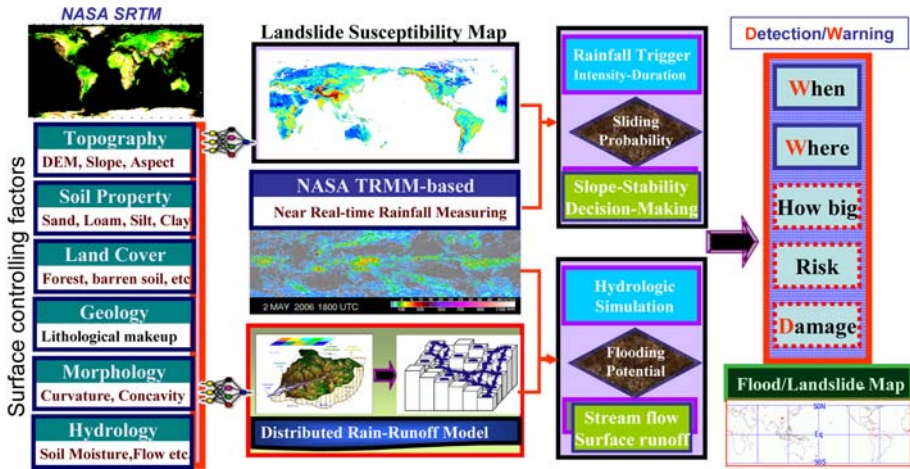 NASA SRTM
Surface controlling factors
Topography
DEM, Slope, Aspect
Soil Property
Sand, Loam, Silt, Clay
Land Cover
Forest, barren soil, etc
Geology
Lithological makeup
Morphology
Curvature, Concavity
Hydrology
Soil Moisture,Flow etc.
Landslide Susceptibility Map
NASA TRMM-based
Near Real-time Rainfall Measuring
2 MAY 2006 1800 UTC
Distributed Rain-Runoff Model
Rainfall Trigger
Intensity-Duration
Sliding
Probability
Slope-Stability
Decision-Making
Hydrologic
Simulation
Flooding
Potential
Stream flow
Surface runoff
Detection/Warning
When
Where
How big
Risk
Damage
Flood/Landslide Map
50N
Eq
50S